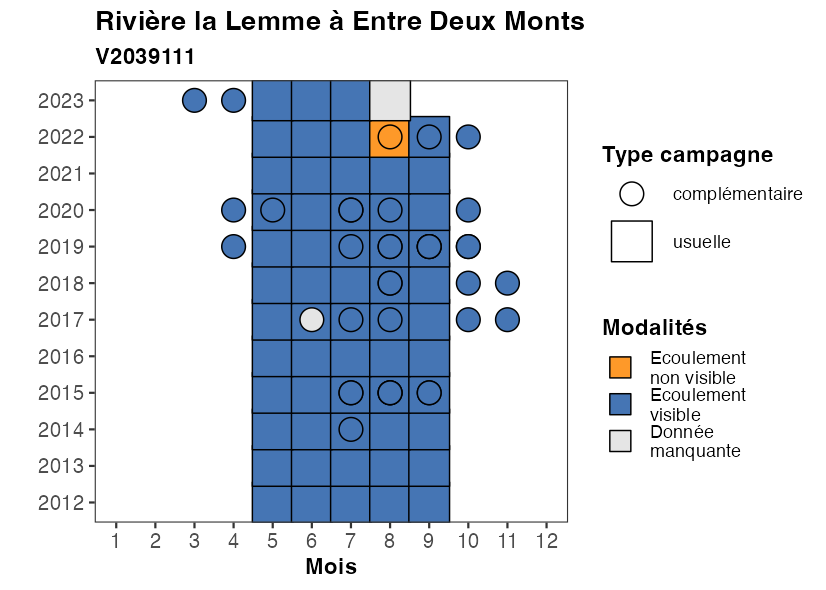 Rivière la Lemme à Entre Deux Monts
V2039111
2023
2022
2021
2020
2019
2018
2017
2016
2015
2014
2013
2012
1 2 3 4 5 6 7 8 9 10 11 12
Mois
Type campagne
complémentaire
usuelle
Modalités
Ecoulement
non visible
Ecoulement
visible
Donnée
manquante